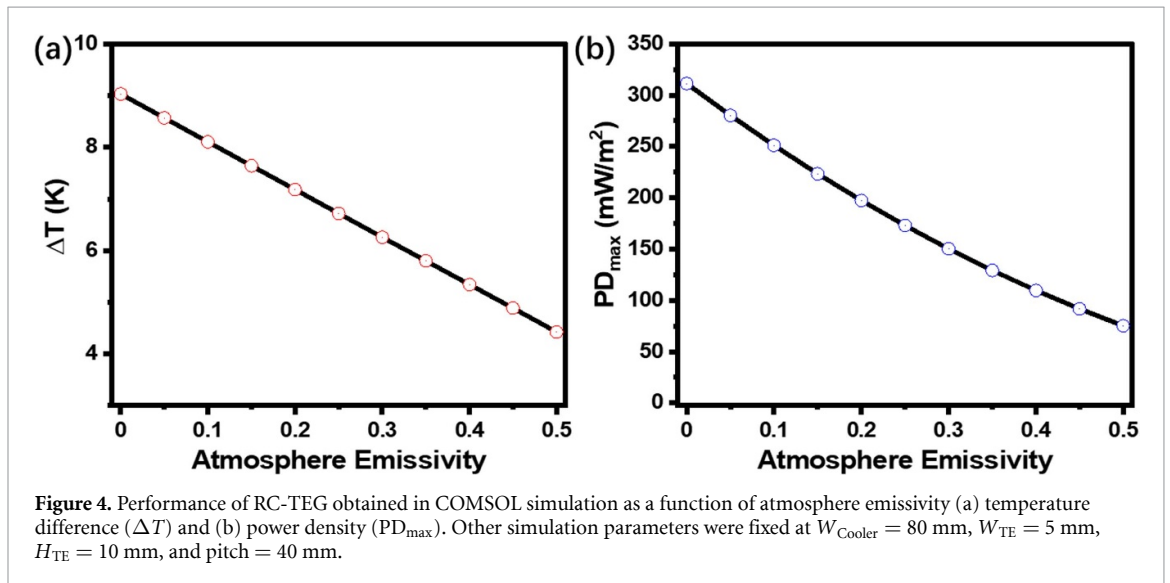 (a)
10
8
6
4
ΔT (K)
0 0.1 0.2 0.3 0.4 0.5
Atmosphere Emissivity
(b)
350
300
250
200
150
100
50
0
PDmax (mW/m²)
0 0.1 0.2 0.3 0.4 0.5
Atmosphere Emissivity
Figure 4. Performance of RC-TEG obtained in COMSOL simulation as a function of atmosphere emissivity (a) temperature
difference (ΔT) and (b) power density (PDmax). Other simulation parameters were fixed at WCooler = 80 mm, WTE = 5 mm,
HTE = 10 mm, and pitch = 40 mm.